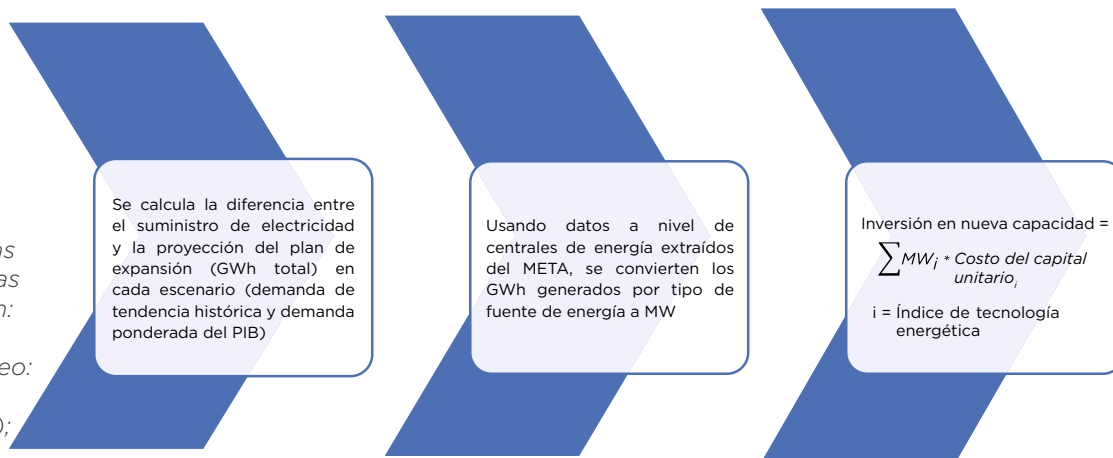 as
as
n:
eo:
);
Se calcula la diferencia entre
el suministro de electricidad
y la proyección del plan de
expansión (GWh total) en
cada escenario (demanda de
tendencia histórica y demanda
ponderada del PIB)
Usando datos a nivel de
centrales de energía extraídos
del META, se convierten los
GWh generados por tipo de
fuente de energía a MW
Inversión en nueva capacidad =
∑MWi * Costo del capital
unitarioi
i = Índice de tecnología
energética